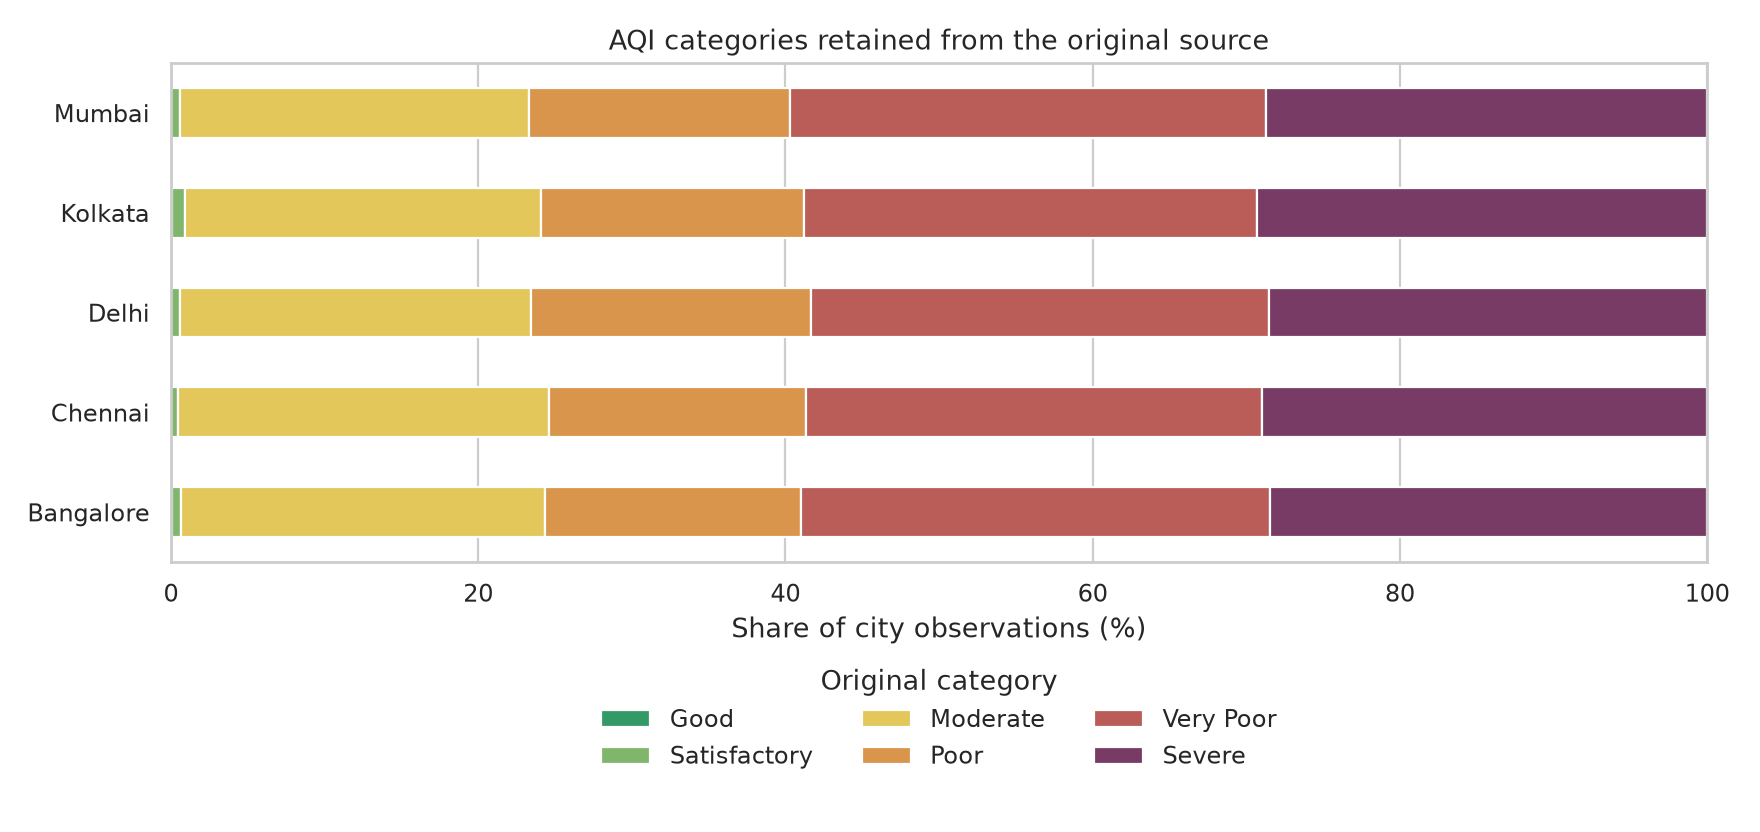 AQI categories retained from the original source
Mumbai
Kolkata
Delhi
Chennai
Bangalore
0 20 40 60 80 100
Share of city observations (%)
Original category
Good Moderate Very Poor
Satisfactory Poor Severe